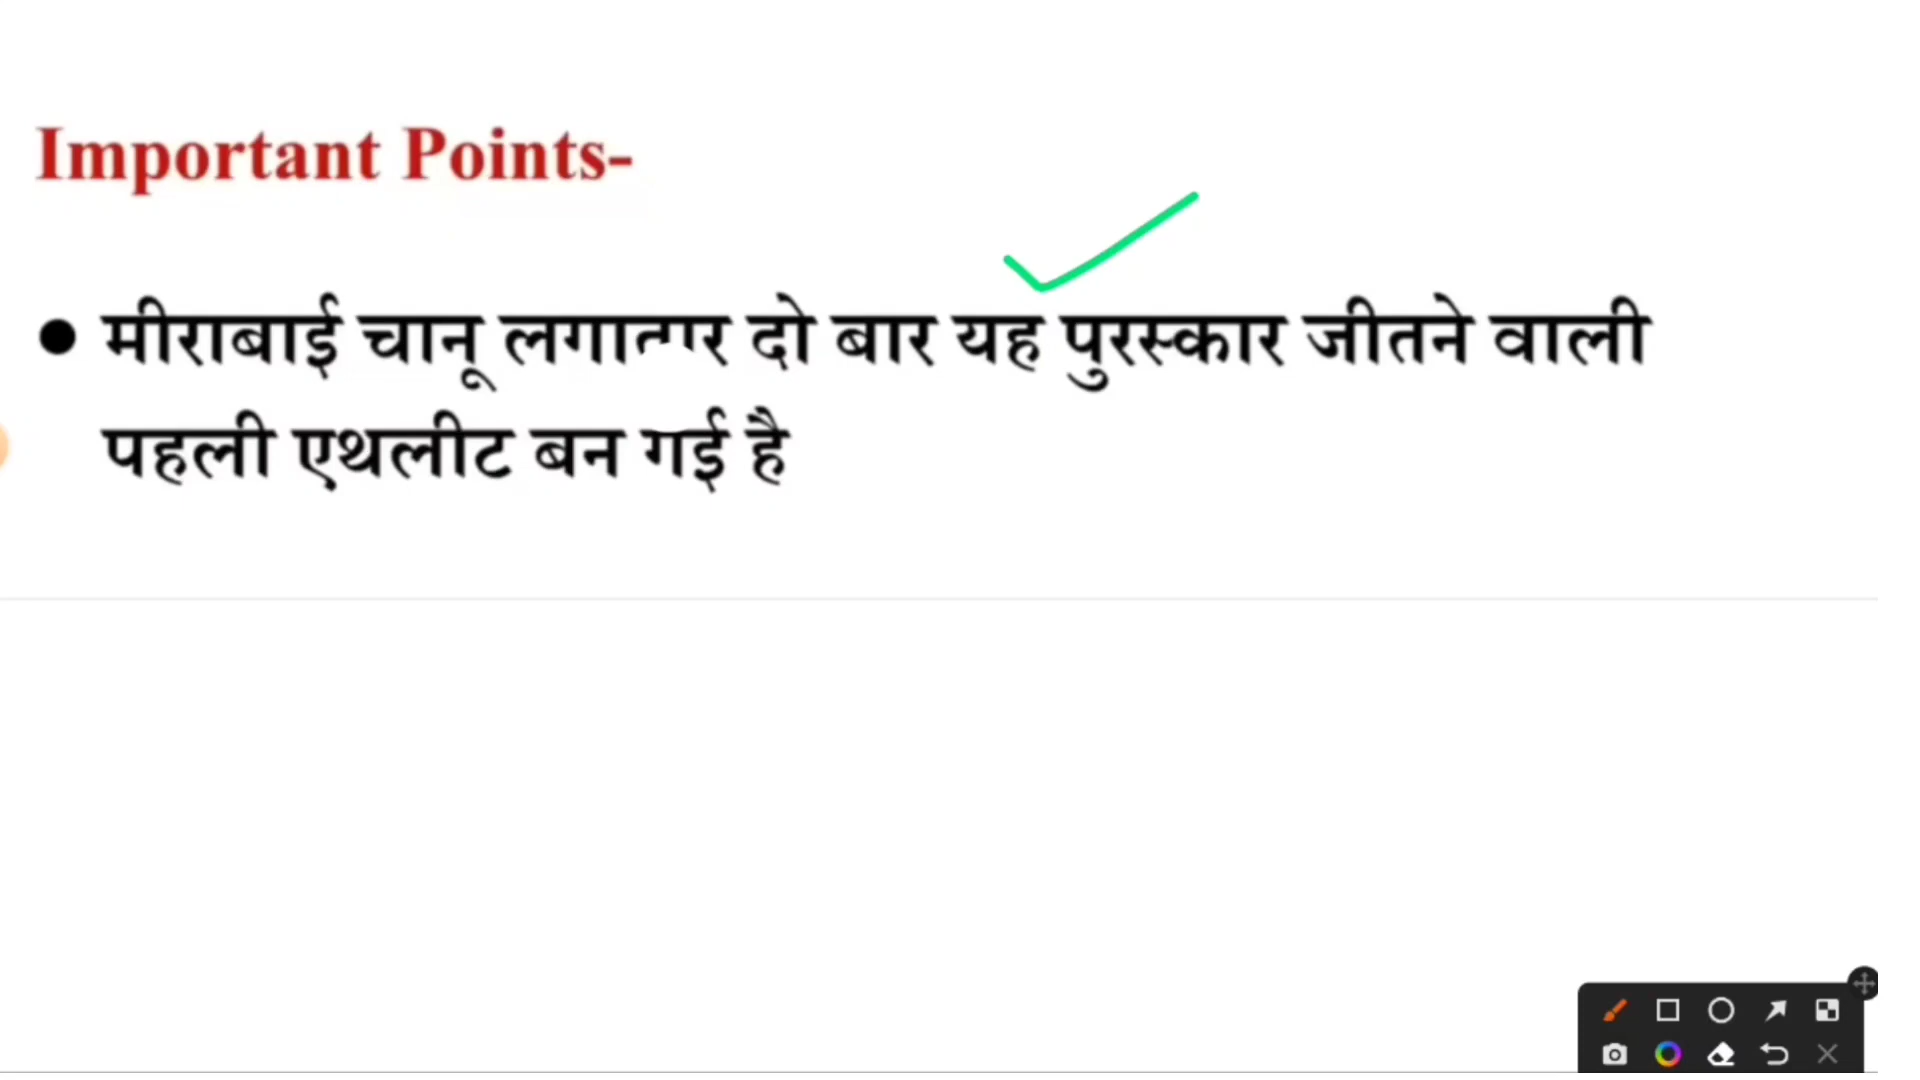 Important Points-
● मीराबाई चानू लगातार दो बार यह पुरस्कार जीतने वाली
पहली एथलीट बन गई है